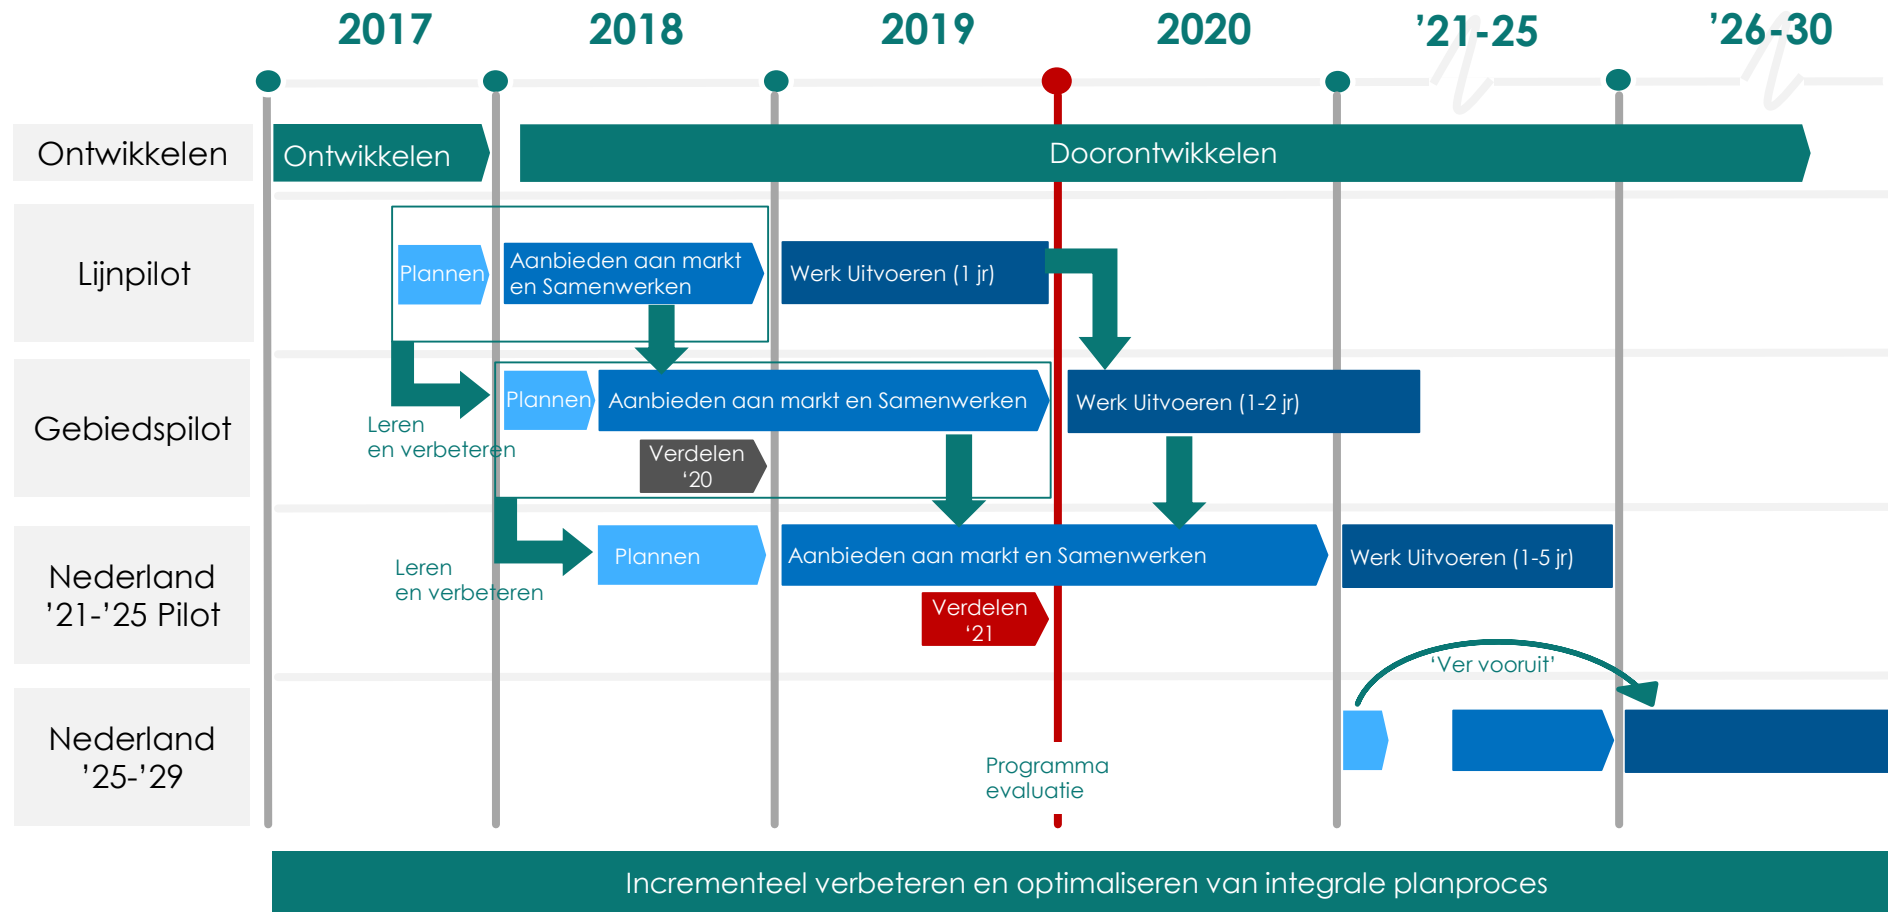 2017
2018
2019
2020
’21-25
’26-30
Ontwikkelen
Ontwikkelen
Doorontwikkelen
Lijnpilot
Plannen
Aanbieden aan markt
en Samenwerken
Werk Uitvoeren (1 jr)
Gebiedspilot
Leren
en verbeteren
Plannen
Aanbieden aan markt en Samenwerken
Werk Uitvoeren (1-2 jr)
Verdelen
‘20
Nederland
’21-’25 Pilot
Leren
en verbeteren
Plannen
Aanbieden aan markt en Samenwerken
Werk Uitvoeren (1-5 jr)
Verdelen
‘21
Nederland
’25-’29
‘Ver vooruit’
Programma
evaluatie
Incrementeel verbeteren en optimaliseren van integrale planproces